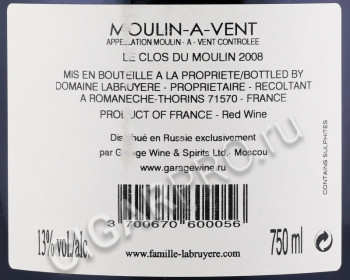 MOULIN-A-VENT
APPELLATION MOULIN - A - VENT CONTROLEE
LE CLOS DU MOULIN 2008
MIS EN BOUTEILLE A LA PROPRIETE/BOTTLED BY
DOMAINE LABRUYERE - PROPRIETAIRE - RECOLTANT
A ROMANECHE-THORINS 71570 - FRANCE
PRODUCT OF FRANCE - Red Wine
Distribué en Russie exclusivement
par Garage Wine & Spirits Ltd.- Moscou
www.garagewine.ru
CONTAINS SULPHITES
3 700670 600056
13% vol/alc.
750 ml
www.famille-labruyere.com